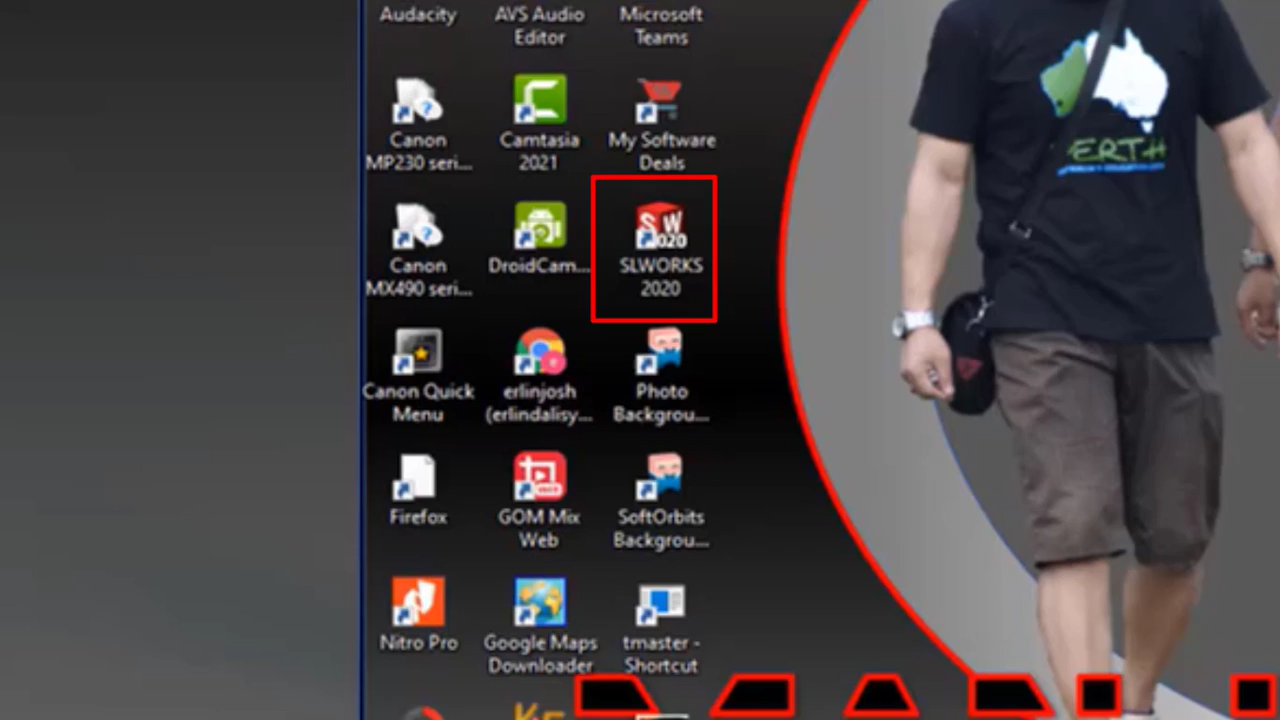 Audacity
AVS Audio
Editor
Microsoft
Teams
Canon
MP230 seri...
Camtasia
2021
My Software
Deals
Canon
MX490 seri...
DroidCam...
SW
2020
SLWORKS
2020
Canon Quick
Menu
erlinjosh
(erlindalisy...
Photo
Backgrou...
Firefox
GOM Mix
Web
SoftOrbits
Backgrou...
Nitro Pro
Google Maps
Downloader
tmaster -
Shortcut